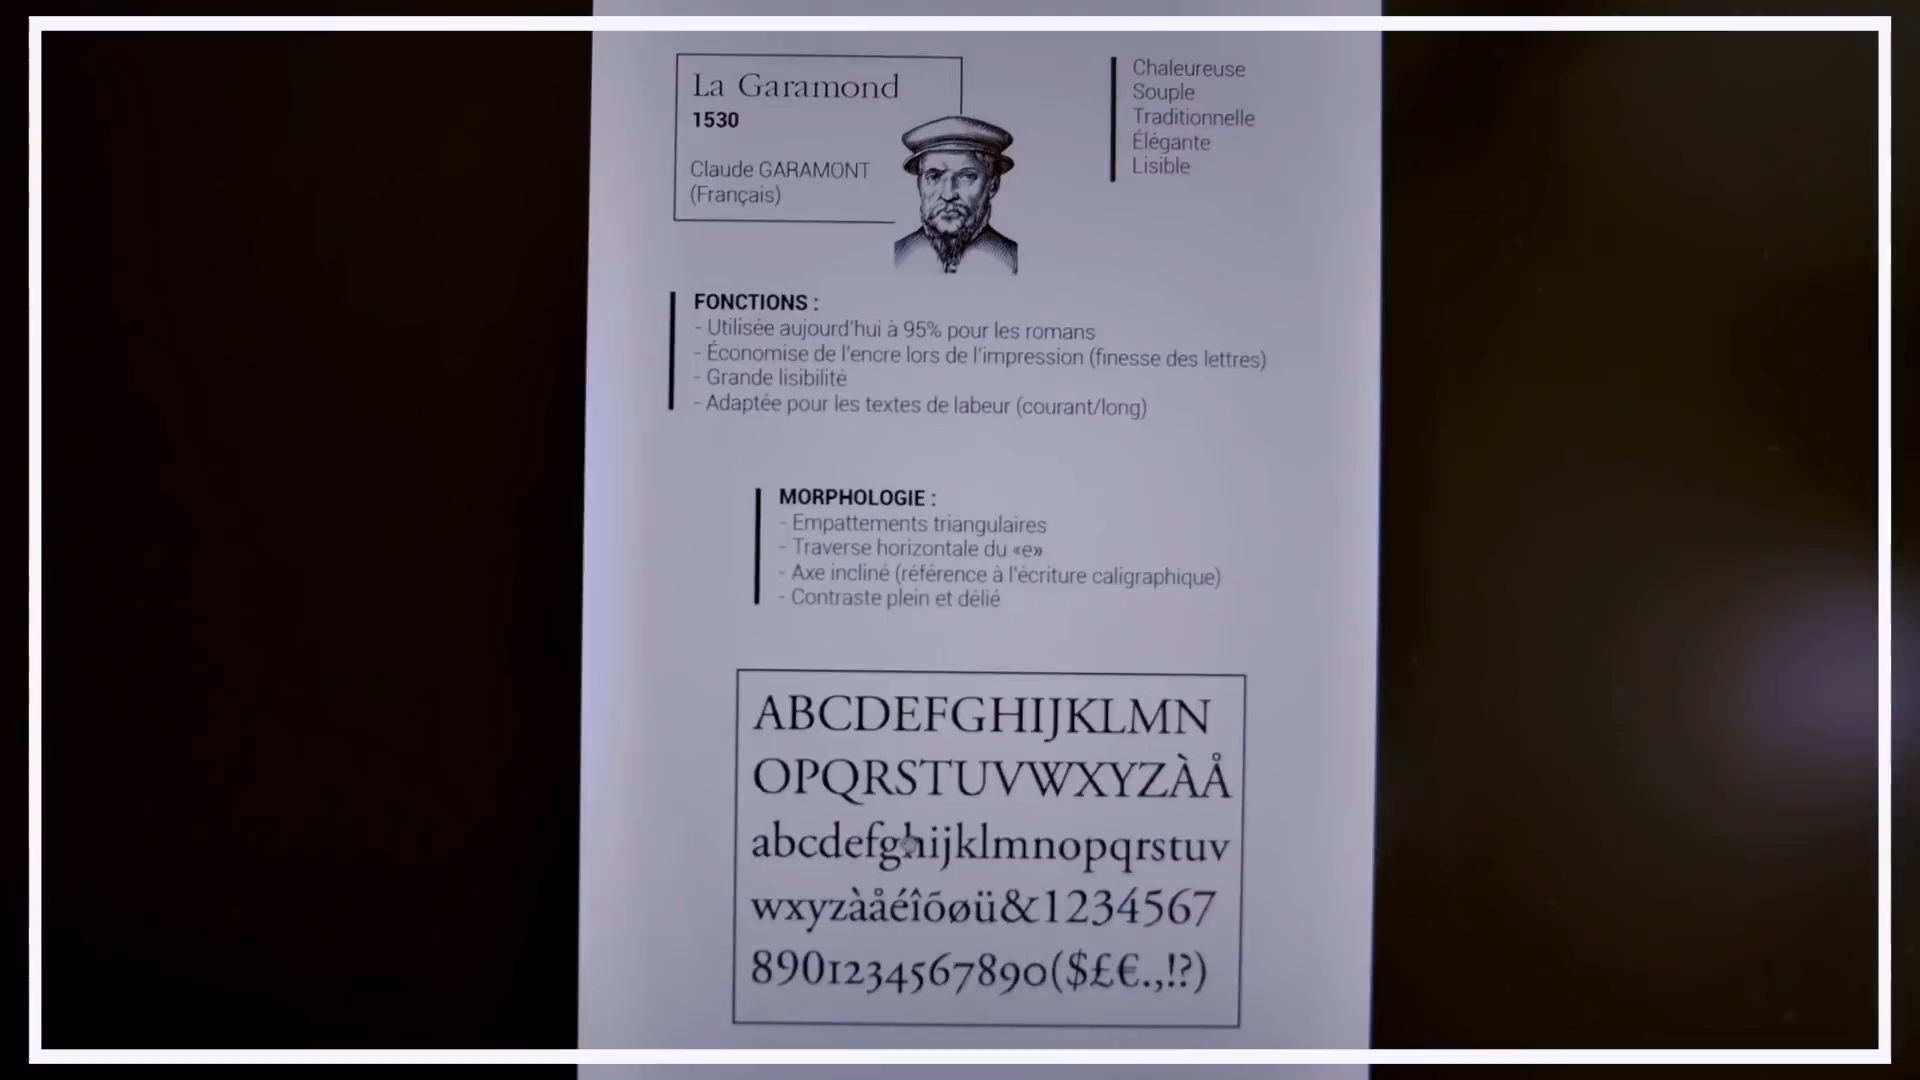 La Garamond
1530
Claude GARAMONT
(Français)
Chaleureuse
Souple
Traditionnelle
Élégante
Lisible
FONCTIONS :
- Utilisée aujourd'hui à 95% pour les romans
- Économise de l'encre lors de l'impression (finesse des lettres)
- Grande lisibilité
- Adaptée pour les textes de labeur (courant/long)
MORPHOLOGIE :
- Empattements triangulaires
- Traverse horizontale du «e»
- Axe incliné (référence à l'écriture caligraphique)
- Contraste plein et délié
ABCDEFGHIJKLMN
OPQRSTUVWXYZÀÅ
abcdefghijklmnopqrstuv
wxyzàåéîõøü&1234567
8901234567890($£€.,!?)